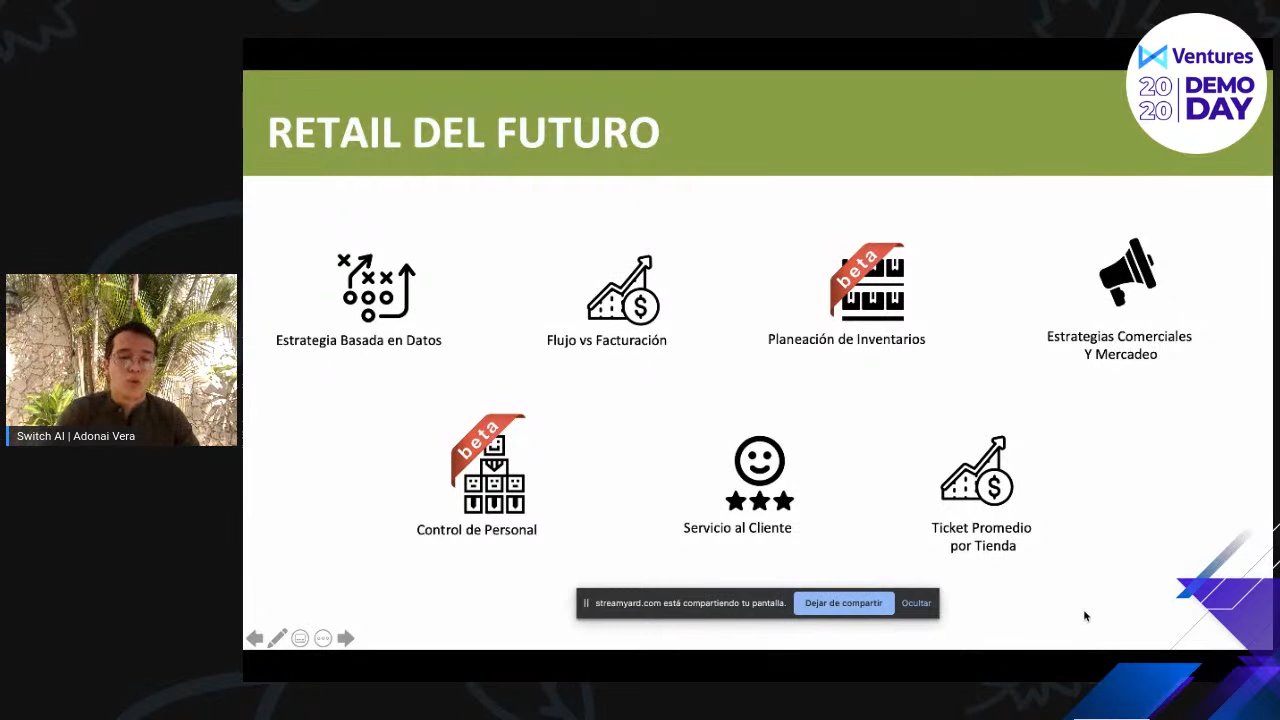 Ventures
20 DEMO
20 DAY
RETAIL DEL FUTURO
beta
Estrategia Basada en Datos
Flujo vs Facturación
Planeación de Inventarios
Estrategias Comerciales
Y Mercadeo
Switch AI | Adonai Vera
beta
Control de Personal
Servicio al Cliente
Ticket Promedio
por Tienda
streamyard.com está compartiendo tu pantalla.
Dejar de compartir
Ocultar